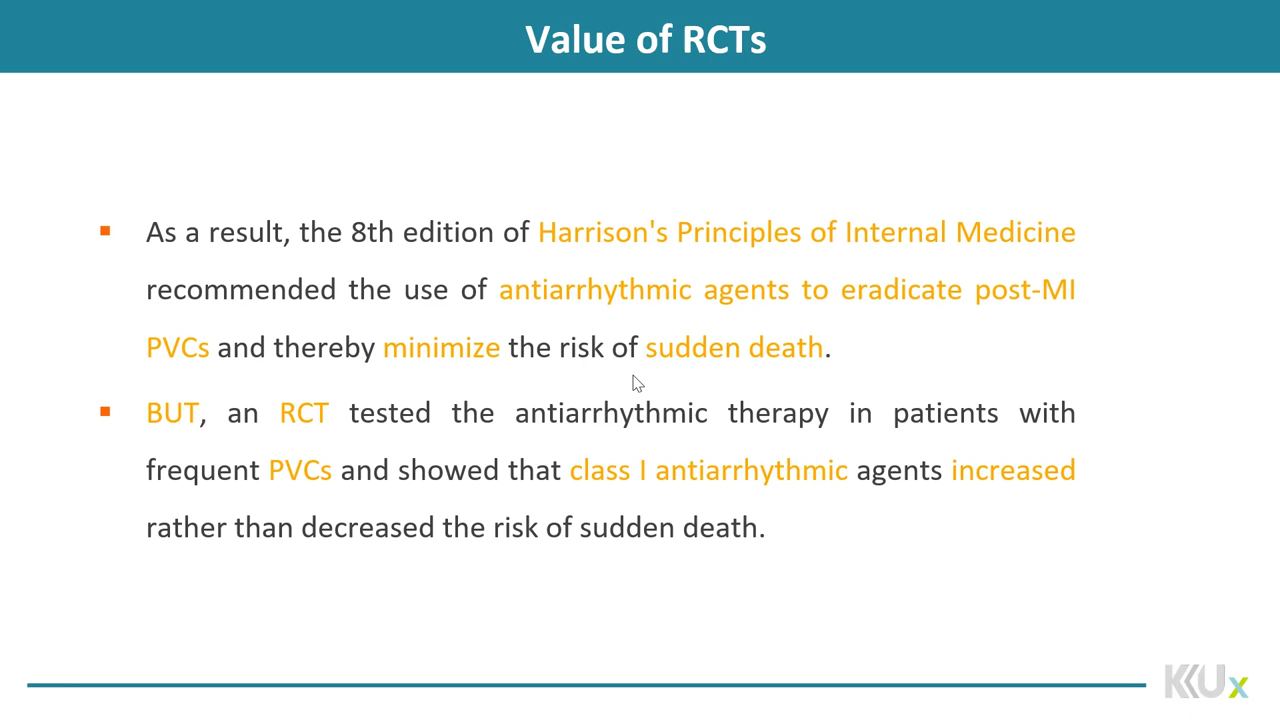 Value of RCTs
As a result, the 8th edition of Harrison's Principles of Internal Medicine
recommended the use of antiarrhythmic agents to eradicate post-MI
PVCs and thereby minimize the risk of sudden death.
BUT, an RCT tested the antiarrhythmic therapy in patients with
frequent PVCs and showed that class I antiarrhythmic agents increased
rather than decreased the risk of sudden death.
KKUx